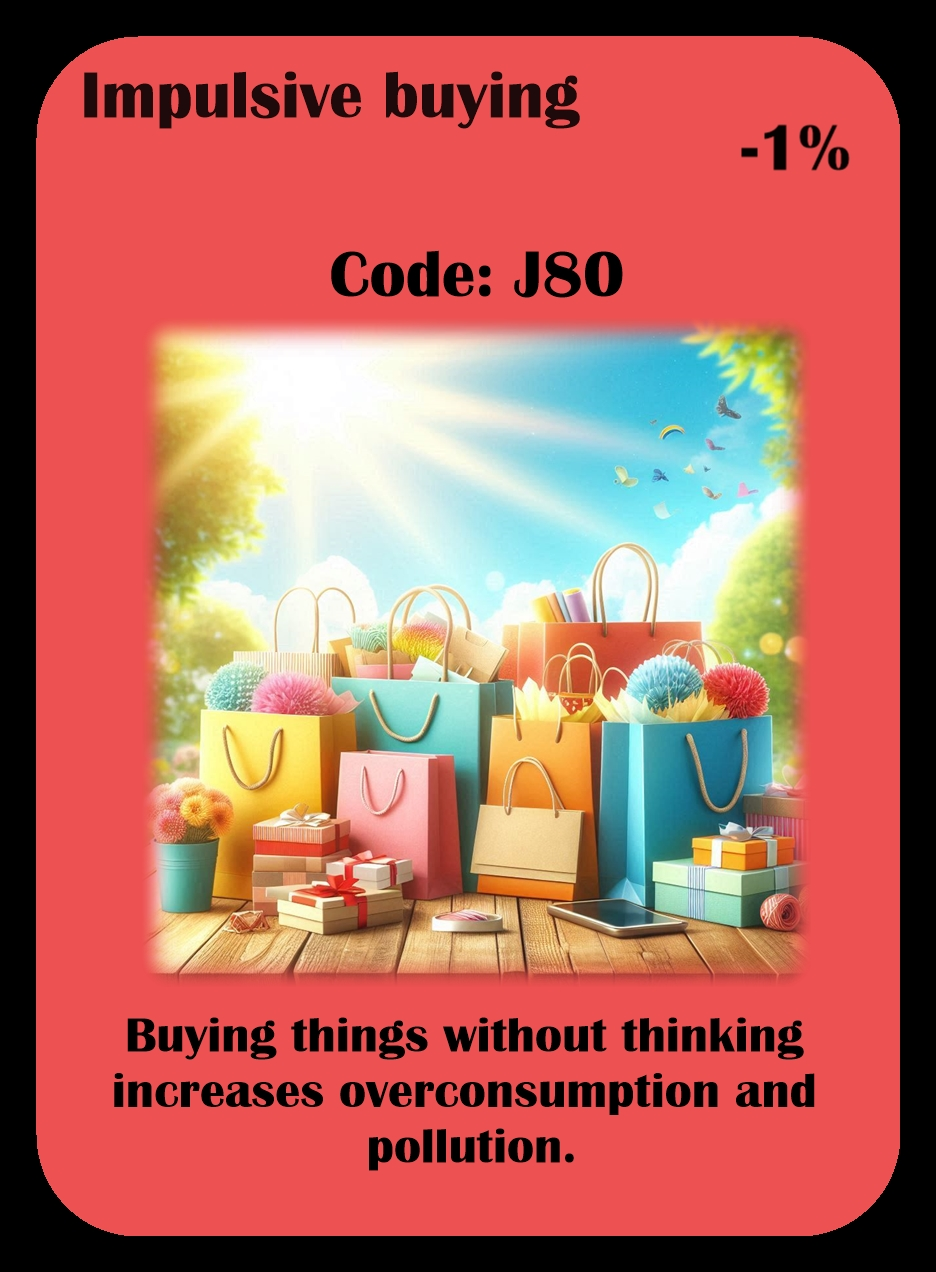 Impulsive buying
-1%
Code: J80
Buying things without thinking
increases overconsumption and
pollution.